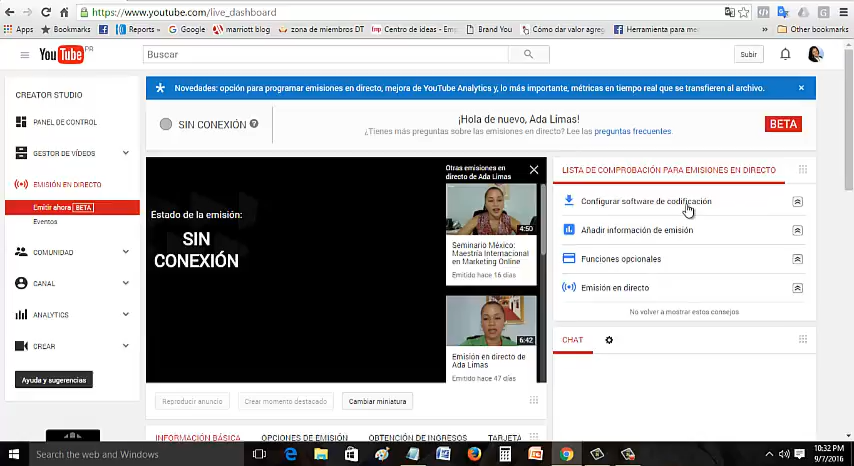 https://www.youtube.com/live_dashboard
Apps
Bookmarks
Reports »
Google
marriott blog
zona de miembros DT
Centro de ideas - Em
Brand You
Cómo dar valor agreg
Herramienta para me
»
Other bookmarks
YouTube PR
Buscar
Subir
CREATOR STUDIO
PANEL DE CONTROL
GESTOR DE VÍDEOS
EMISIÓN EN DIRECTO
Emitir ahora BETA
Eventos
COMUNIDAD
CANAL
ANALYTICS
CREAR
Ayuda y sugerencias
Novedades: opción para programar emisiones en directo, mejora de YouTube Analytics y, lo más importante, métricas en tiempo real que se transfieren al archivo.
SIN CONEXIÓN
¡Hola de nuevo, Ada Limas!
¿Tienes más preguntas sobre las emisiones en directo? Lee las preguntas frecuentes.
BETA
Estado de la emisión:
SIN
CONEXIÓN
Otras emisiones en
directo de Ada Limas
4:50
Seminario México:
Maestría Internacional
en Marketing Online
Emitido hace 16 días
6:42
Emisión en directo de
Ada Limas
Emitido hace 47 días
Reproducir anuncio
Crear momento destacado
Cambiar miniatura
INFORMACIÓN BÁSICA
OPCIONES DE EMISIÓN
OBTENCIÓN DE INGRESOS
TARJETA
LISTA DE COMPROBACIÓN PARA EMISIONES EN DIRECTO
Configurar software de codificación
Añadir información de emisión
Funciones opcionales
Emisión en directo
No volver a mostrar estos consejos
CHAT
Search the web and Windows
10:32 PM
9/7/2016